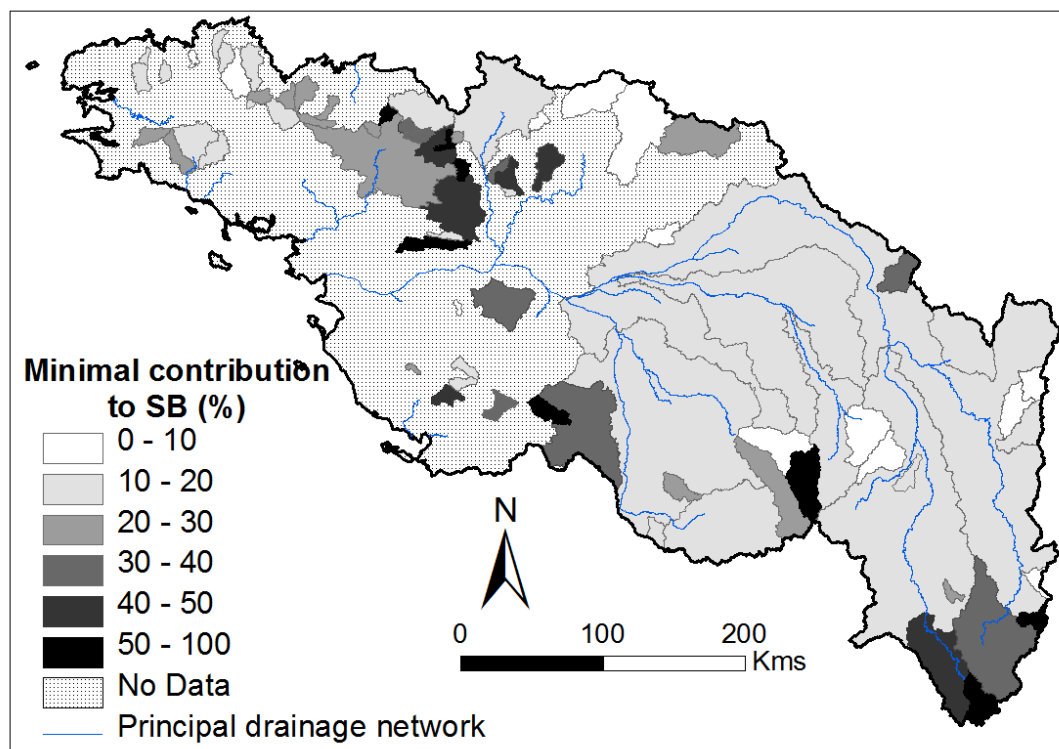 Minimal contribution
to SB (%)
0 - 10
10 - 20
20 - 30
30 - 40
40 - 50
50 - 100
No Data
Principal drainage network
N
0 100 200
Kms